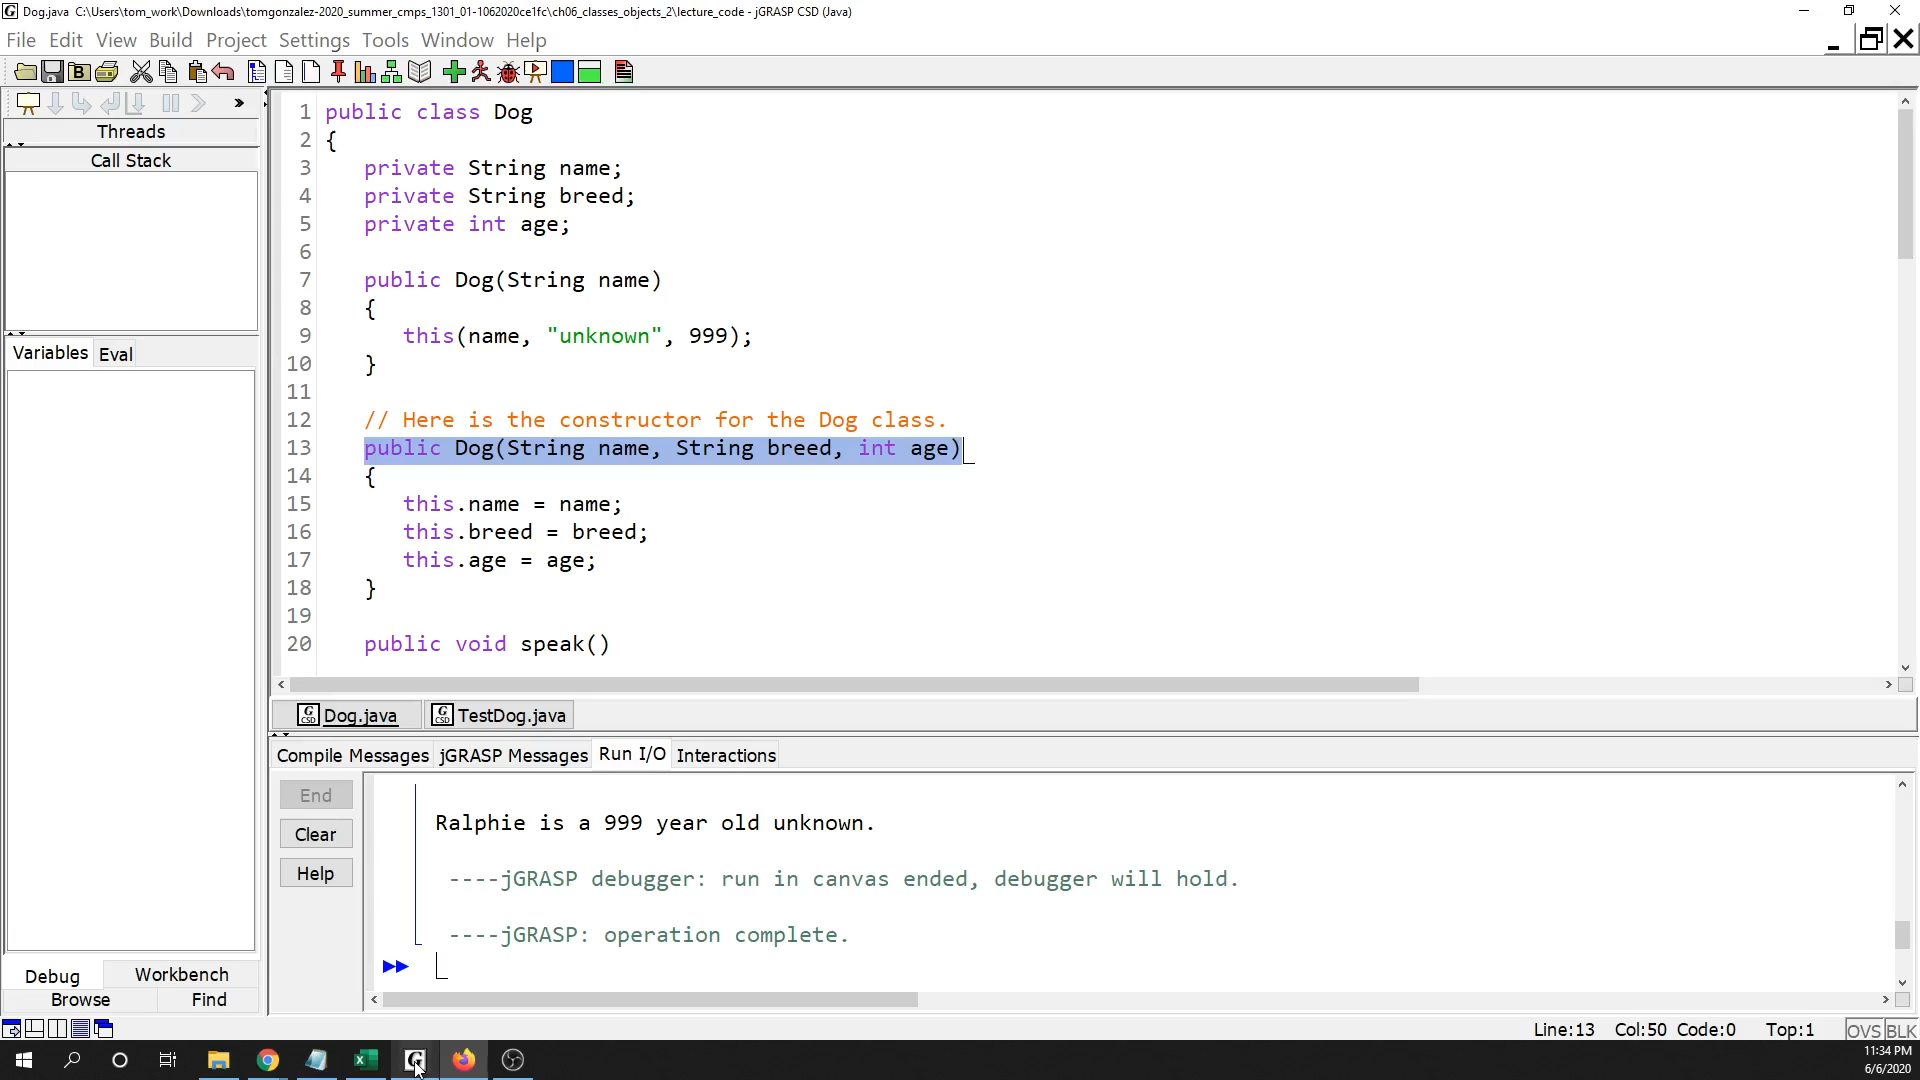 Dog.java C:\Users\tom_work\Downloads\tomgonzalez-2020_summer_cmps_1301_01-1062020ce1fc\ch06_classes_objects_2\lecture_code - jGRASP CSD (Java)
File Edit View Build Project Settings Tools Window Help
Threads
Call Stack
Variables Eval
Debug Workbench
Browse Find
1 public class Dog
2 {
3 private String name;
4 private String breed;
5 private int age;
6
7 public Dog(String name)
8 {
9 this(name, "unknown", 999);
10 }
11
12 // Here is the constructor for the Dog class.
13 public Dog(String name, String breed, int age)
14 {
15 this.name = name;
16 this.breed = breed;
17 this.age = age;
18 }
19
20 public void speak()
Dog.java TestDog.java
Compile Messages jGRASP Messages Run I/O Interactions
End
Clear
Help
Ralphie is a 999 year old unknown.
----jGRASP debugger: run in canvas ended, debugger will hold.
----jGRASP: operation complete.
Line:13 Col:50 Code:0 Top:1 OVS BLK
11:34 PM
6/6/2020